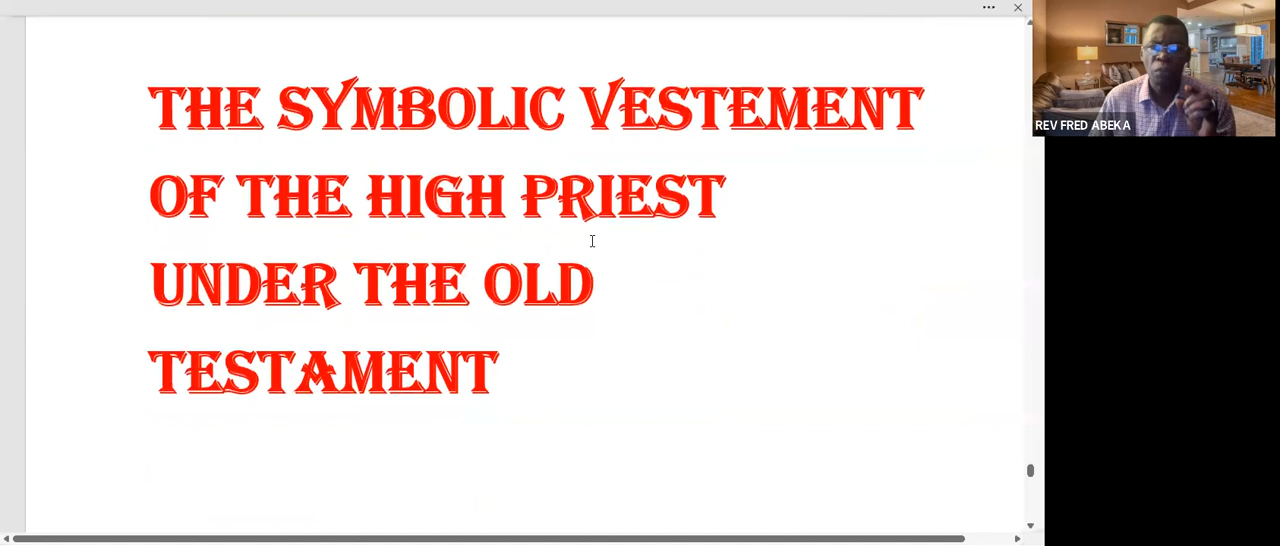 THE SYMBOLIC VESTEMENT
OF THE HIGH PRIEST
UNDER THE OLD
TESTAMENT
REV FRED ABEKA